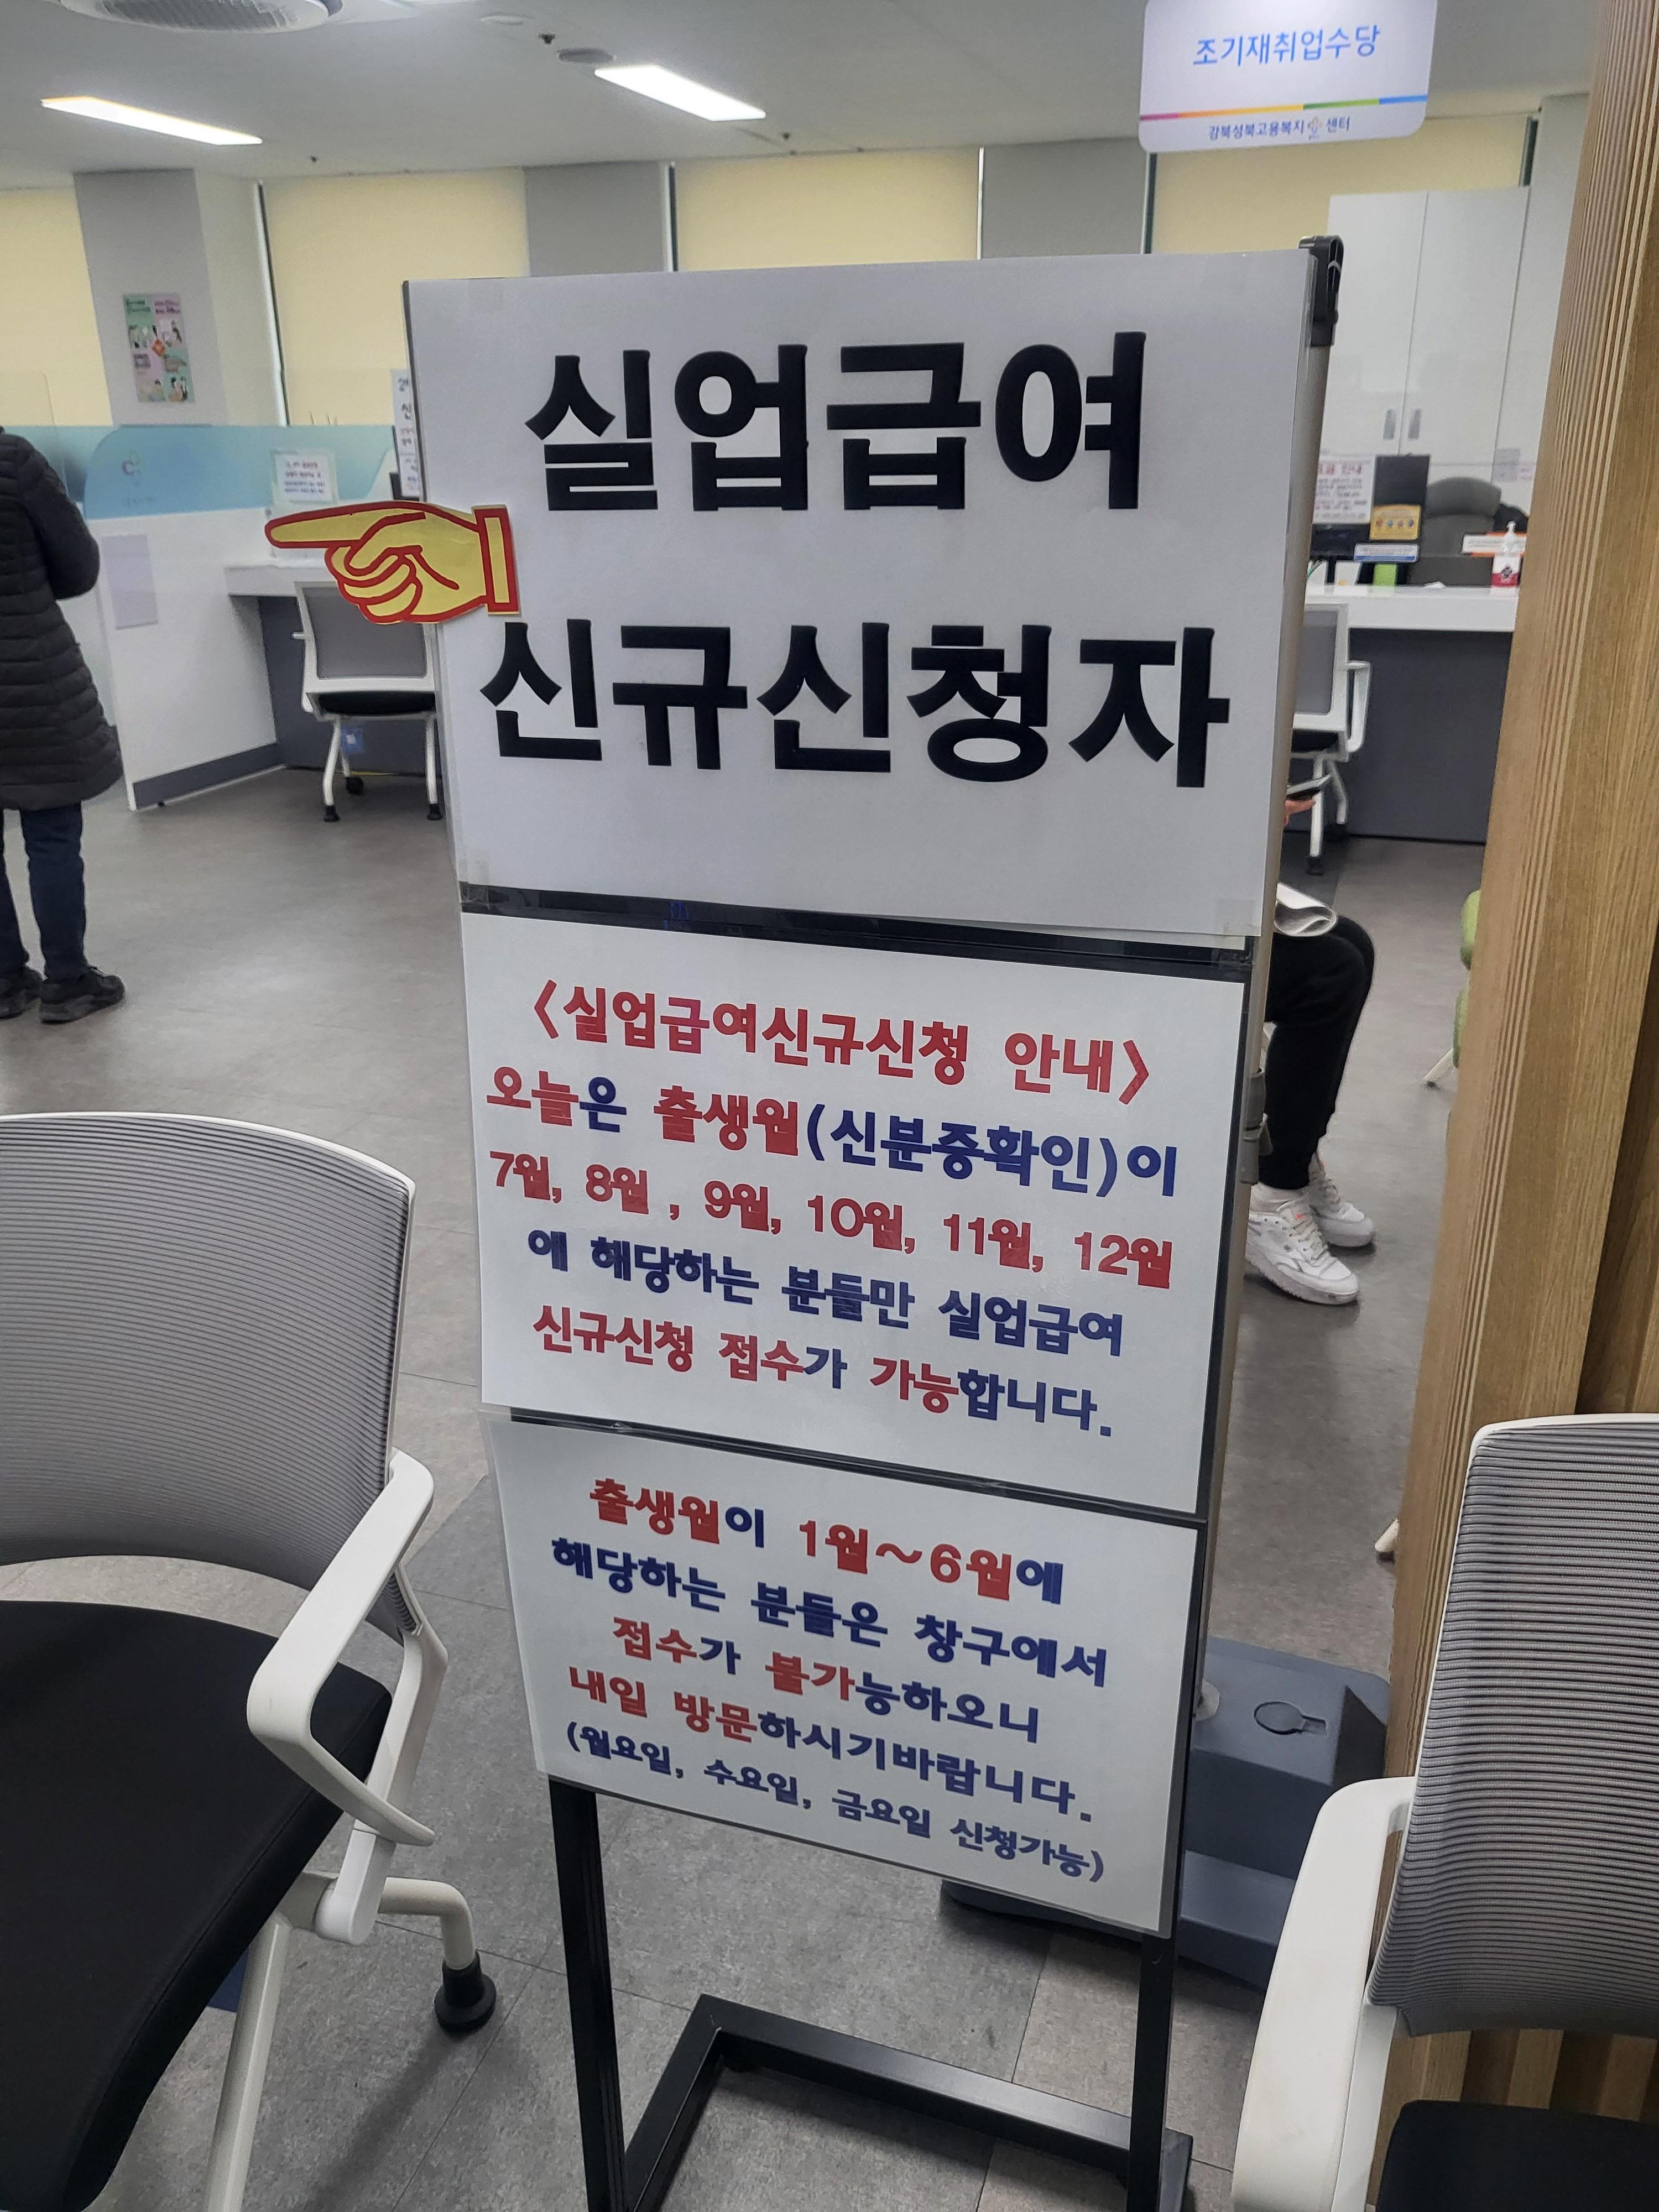 조기재취업수당
강북성북고용복지 센터
실업급여
신규신청자
<실업급여신규신청 안내>
오늘은 출생월(신분증확인)이
7월, 8월 , 9월, 10월, 11월, 12월
에 해당하는 분들만 실업급여
신규신청 접수가 가능합니다.
출생월이 1월~6월에
해당하는 분들은 창구에서
접수가 불가능하오니
내일 방문하시기바랍니다.
(월요일, 수요일, 금요일 신청가능)